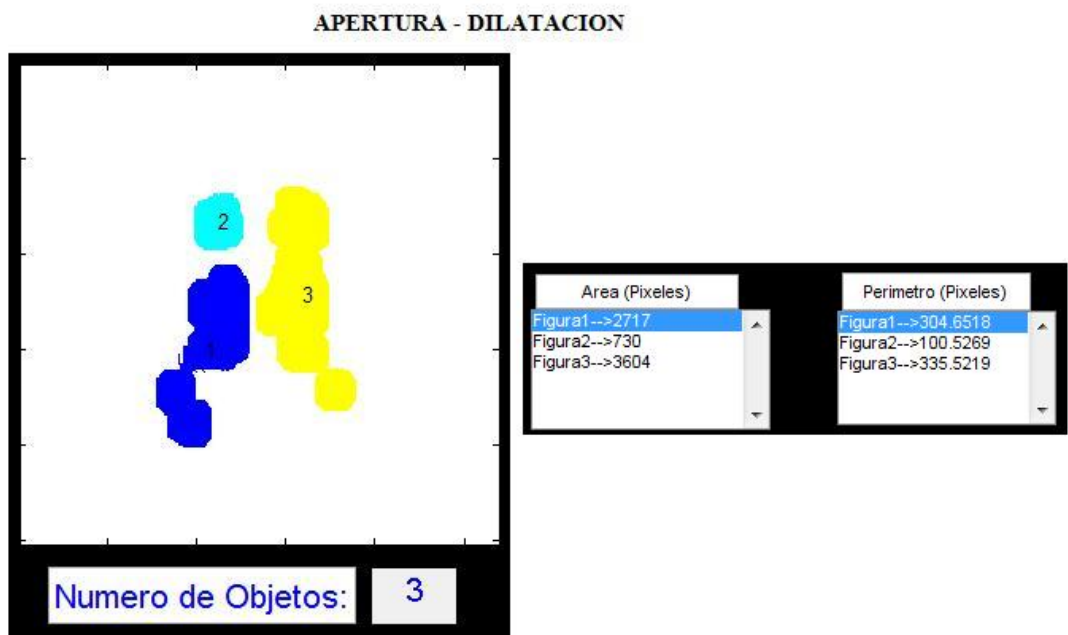 APERTURA - DILATACION
2
3
1
Numero de Objetos: 3
Area (Pixeles)
Figura1-->2717
Figura2-->730
Figura3-->3604
Perimetro (Pixeles)
Figura1-->304.6518
Figura2-->100.5269
Figura3-->335.5219